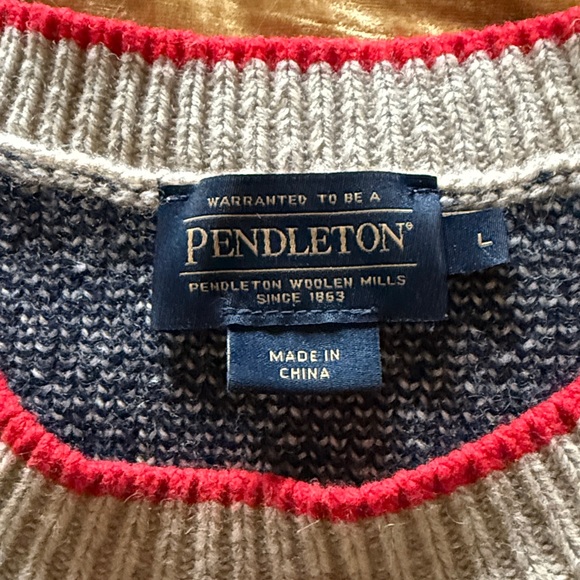 WARRANTED TO BE A
PENDLETON®
L
PENDLETON WOOLEN MILLS
SINCE 1863
MADE IN
CHINA